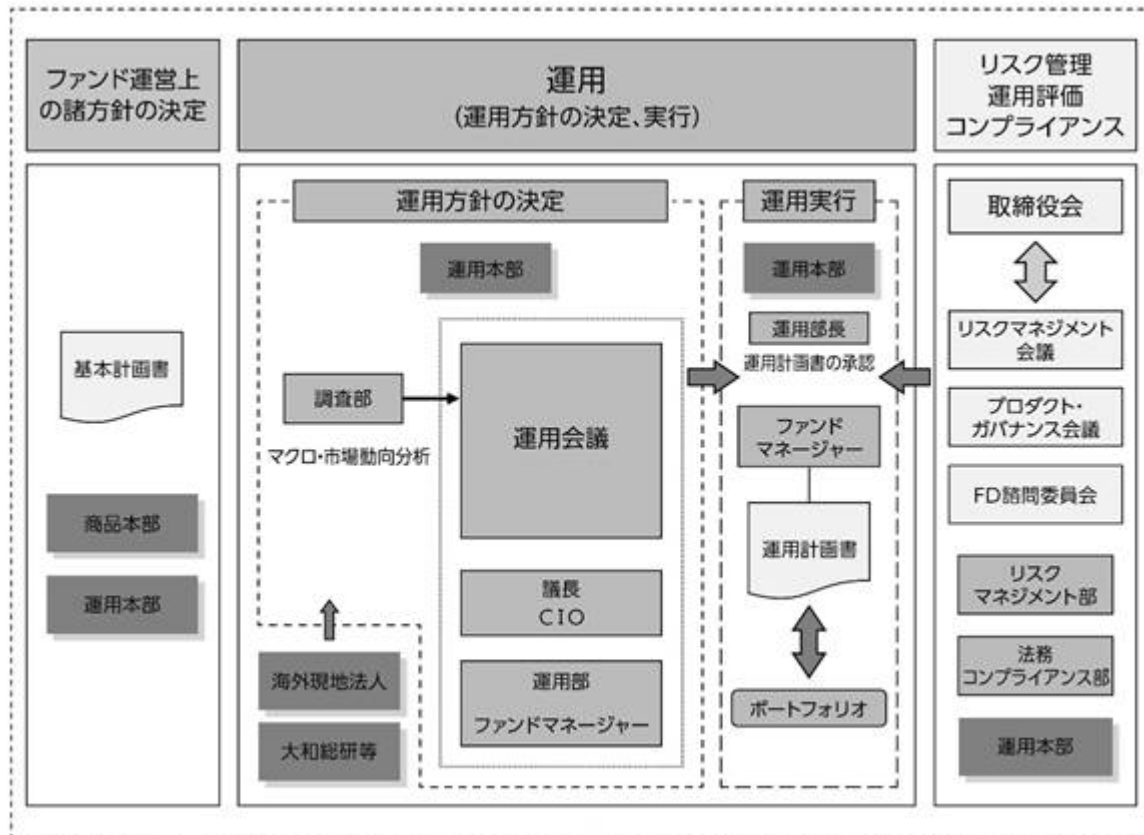 ファンド運営上
の諸方針の決定
運用
(運用方針の決定、実行)
リスク管理
運用評価
コンプライアンス
基本計画書
商品本部
運用本部
運用方針の決定
運用本部
調査部
マクロ・市場動向分析
運用会議
議長
CIO
運用部
ファンドマネージャー
海外現地法人
大和総研等
運用実行
運用本部
運用部長
運用計画書の承認
ファンド
マネージャー
運用計画書
ポートフォリオ
取締役会
リスクマネジメント
会議
プロダクト・
ガバナンス会議
FD諮問委員会
リスク
マネジメント部
法務
コンプライアンス部
運用本部